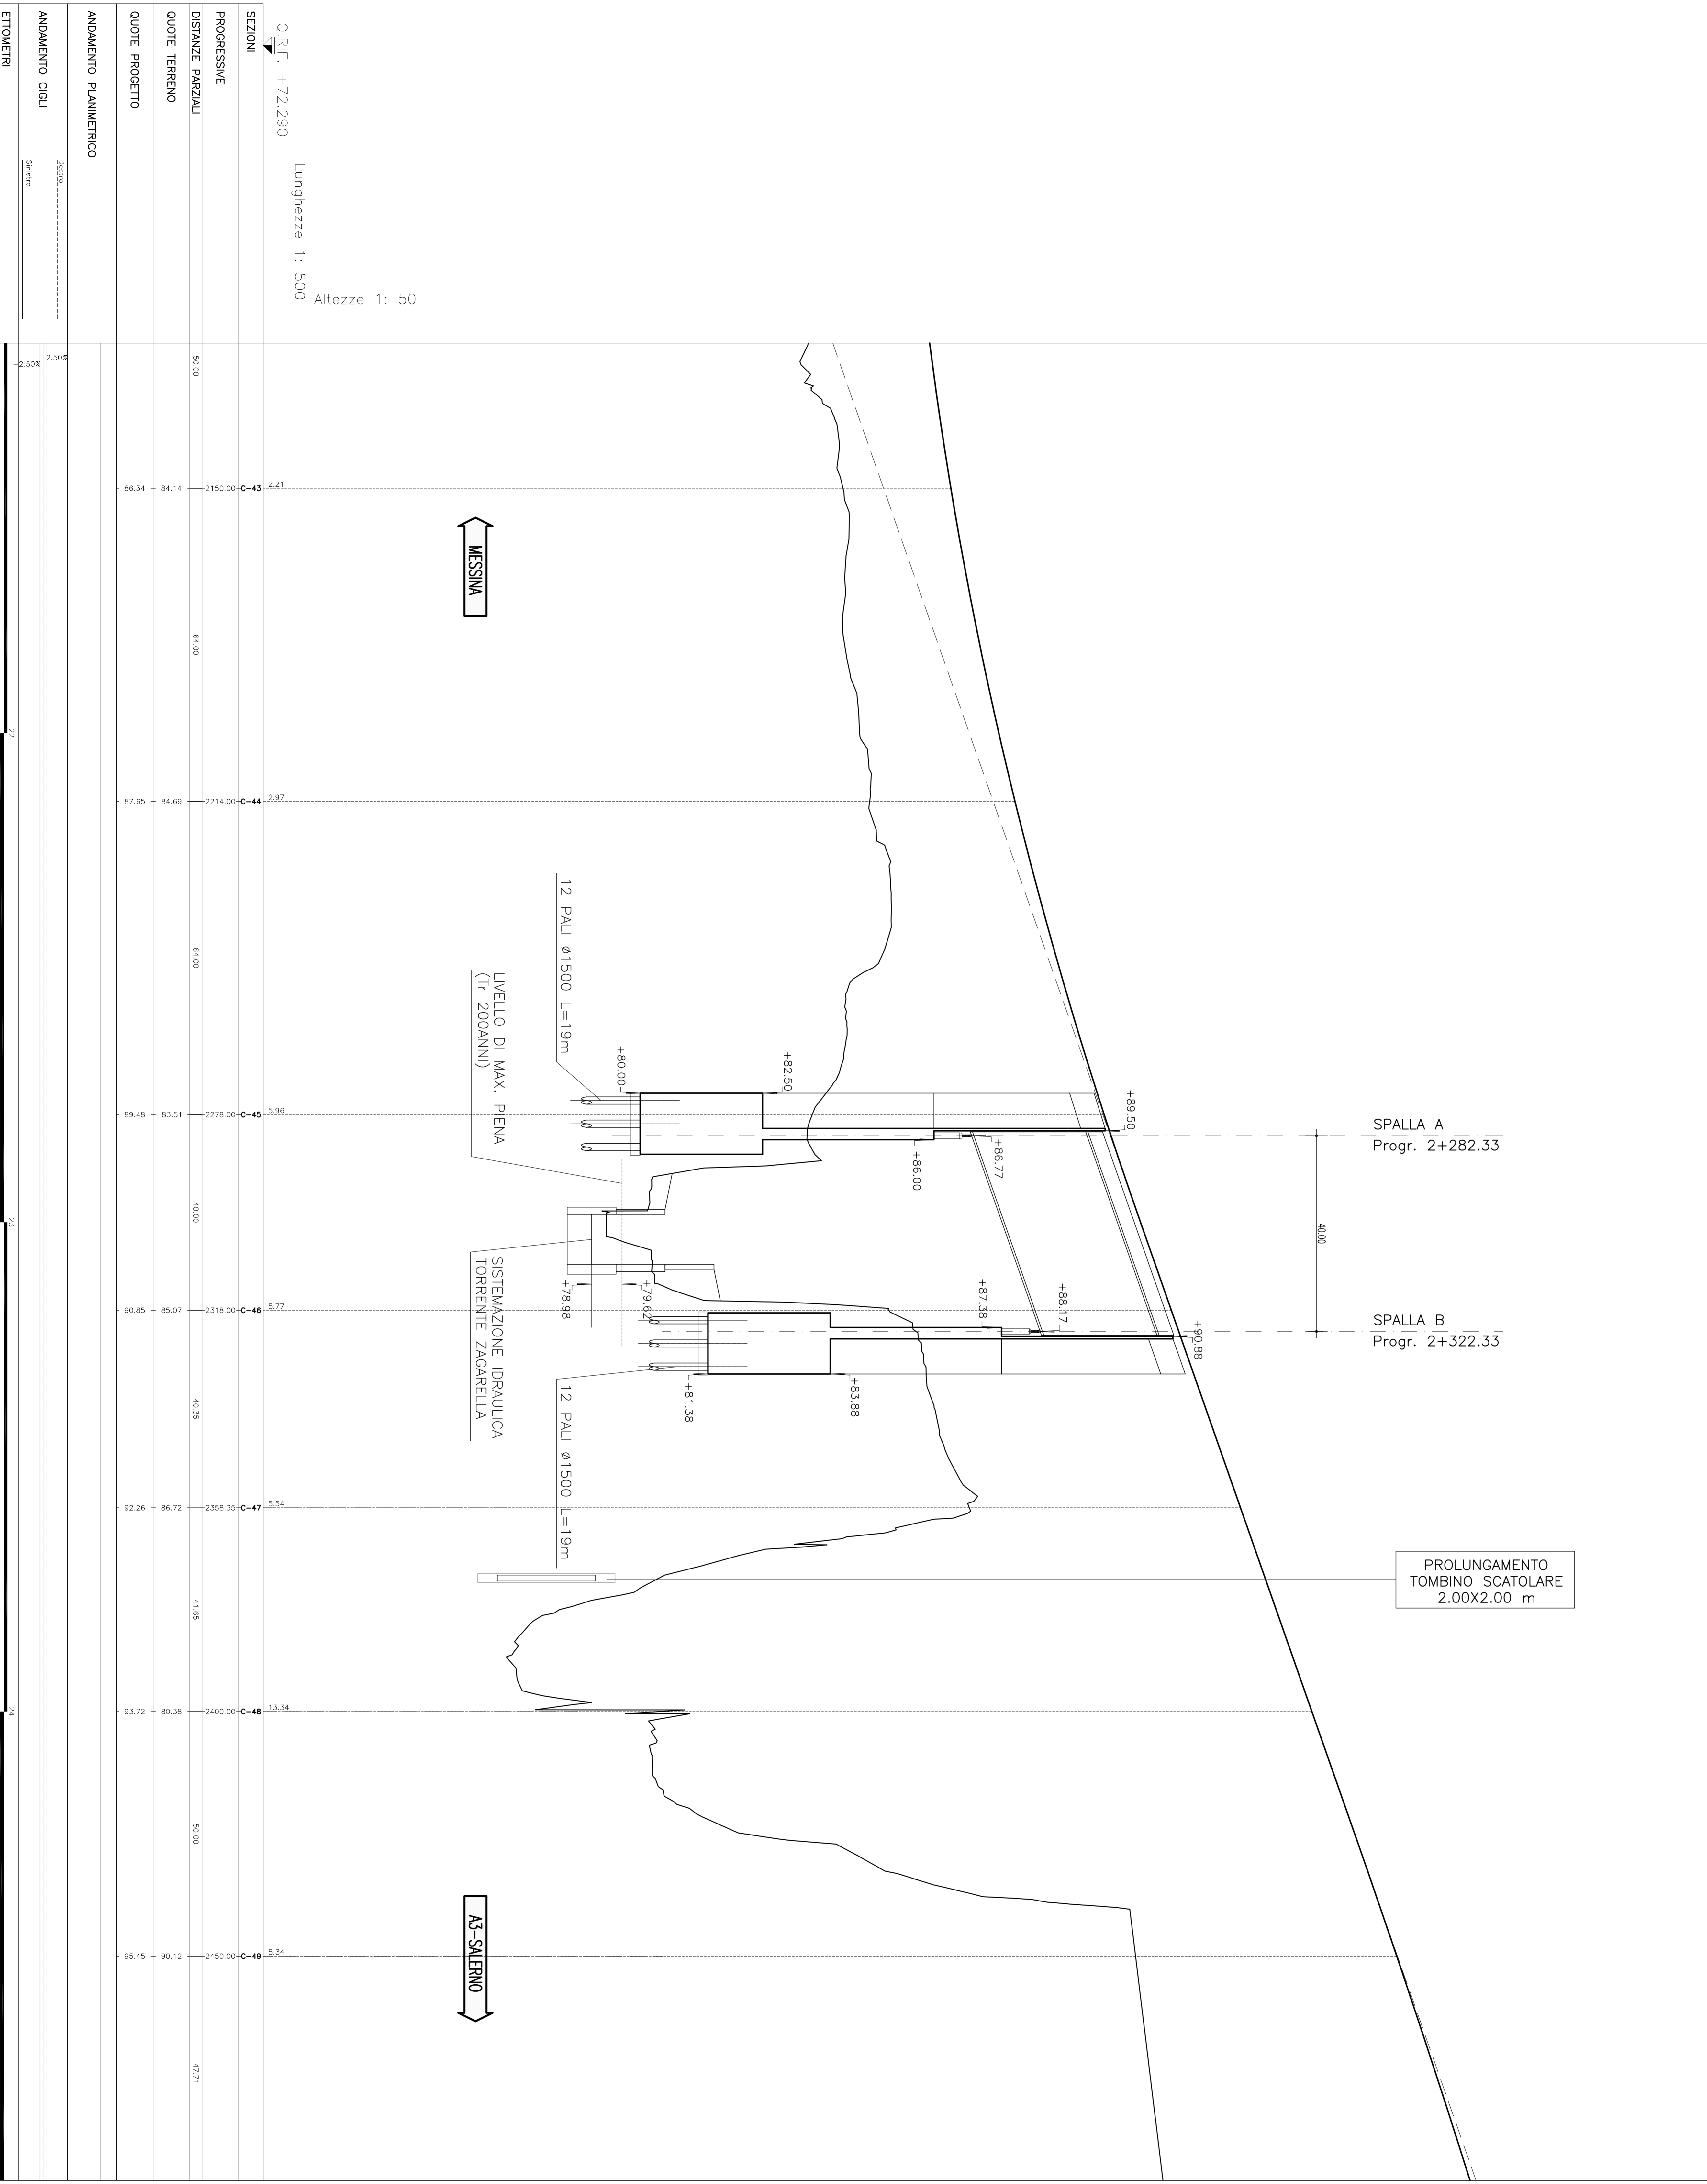 SPALLA A
Progr. 2+282.33
SPALLA B
Progr. 2+322.33
40.00
PROLUNGAMENTO
TOMBINO SCATOLARE
2.00X2.00 m
+89.50
+86.77
+86.00
+82.50
+80.00
+90.88
+88.17
+87.38
+83.88
+81.38
+79.62
+78.98
12 PALI ø1500 L=19m
12 PALI ø1500 L=19m
LIVELLO DI MAX. PIENA
(Tr 200ANNI)
SISTEMAZIONE IDRAULICA
TORRENTE ZAGARELLA
MESSINA
A3-SALERNO
Altezze 1: 50
Lunghezze 1: 500
Q.RIF. +72.290
2.21
2.97
5.96
5.77
5.54
13.34
5.34
SEZIONI
C-43
C-44
C-45
C-46
C-47
C-48
C-49
PROGRESSIVE
2150.00
2214.00
2278.00
2318.00
2358.35
2400.00
2450.00
DISTANZE PARZIALI
50.00
64.00
64.00
40.00
40.35
41.65
50.00
47.71
QUOTE TERRENO
84.14
84.69
83.51
85.07
86.72
80.38
90.12
QUOTE PROGETTO
86.34
87.65
89.48
90.85
92.26
93.72
95.45
ANDAMENTO PLANIMETRICO
ANDAMENTO CIGLI
Destro
Sinistro
2.50%
-2.50%
ETTOMETRI
22
23
24